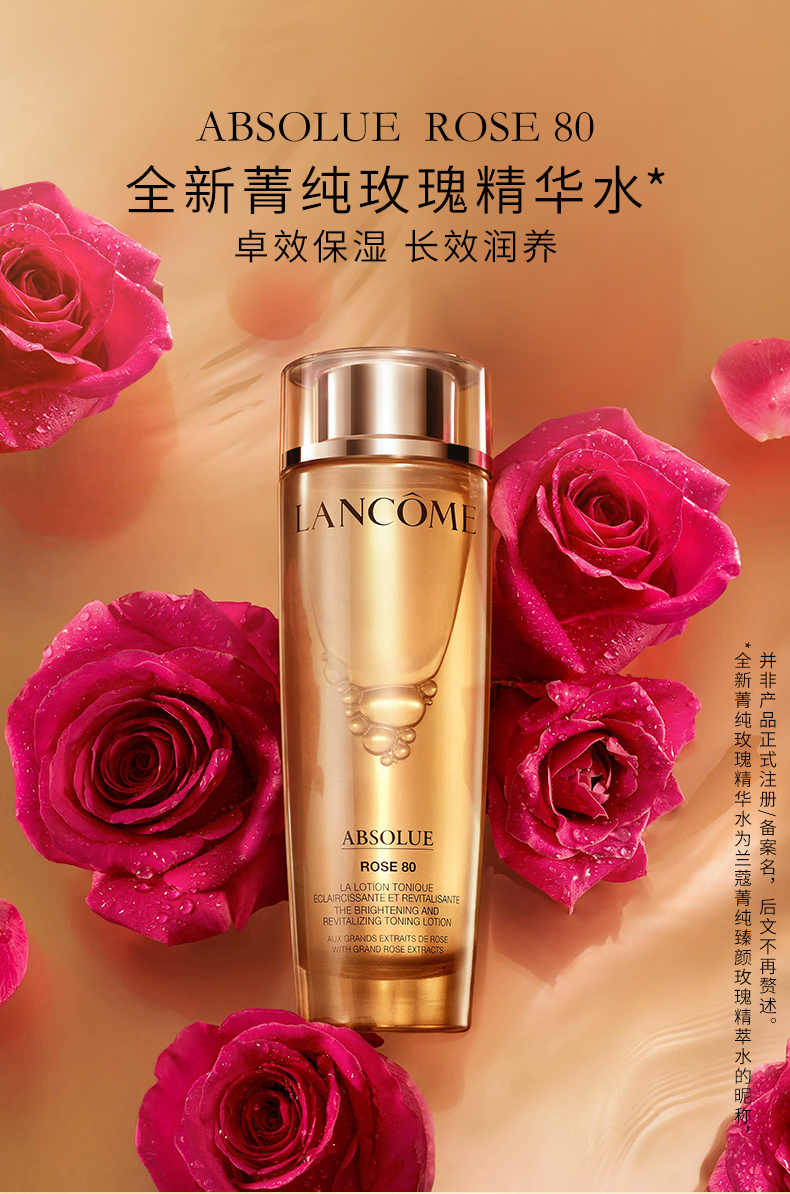 ABSOLUE ROSE 80
全新菁纯玫瑰精华水*
卓效保湿 长效润养
LANCÔME
ABSOLUE
ROSE 80
LA LOTION TONIQUE
ÉCLAIRCISSANTE ET REVITALISANTE
THE BRIGHTENING AND
REVITALIZING TONING LOTION
AUX GRANDS EXTRAITS DE ROSE
WITH GRAND ROSE EXTRACTS
*全新菁纯玫瑰精华水为兰蔻菁纯臻颜玫瑰精萃水的昵称，
并非产品正式注册/备案名，后文不再赘述。